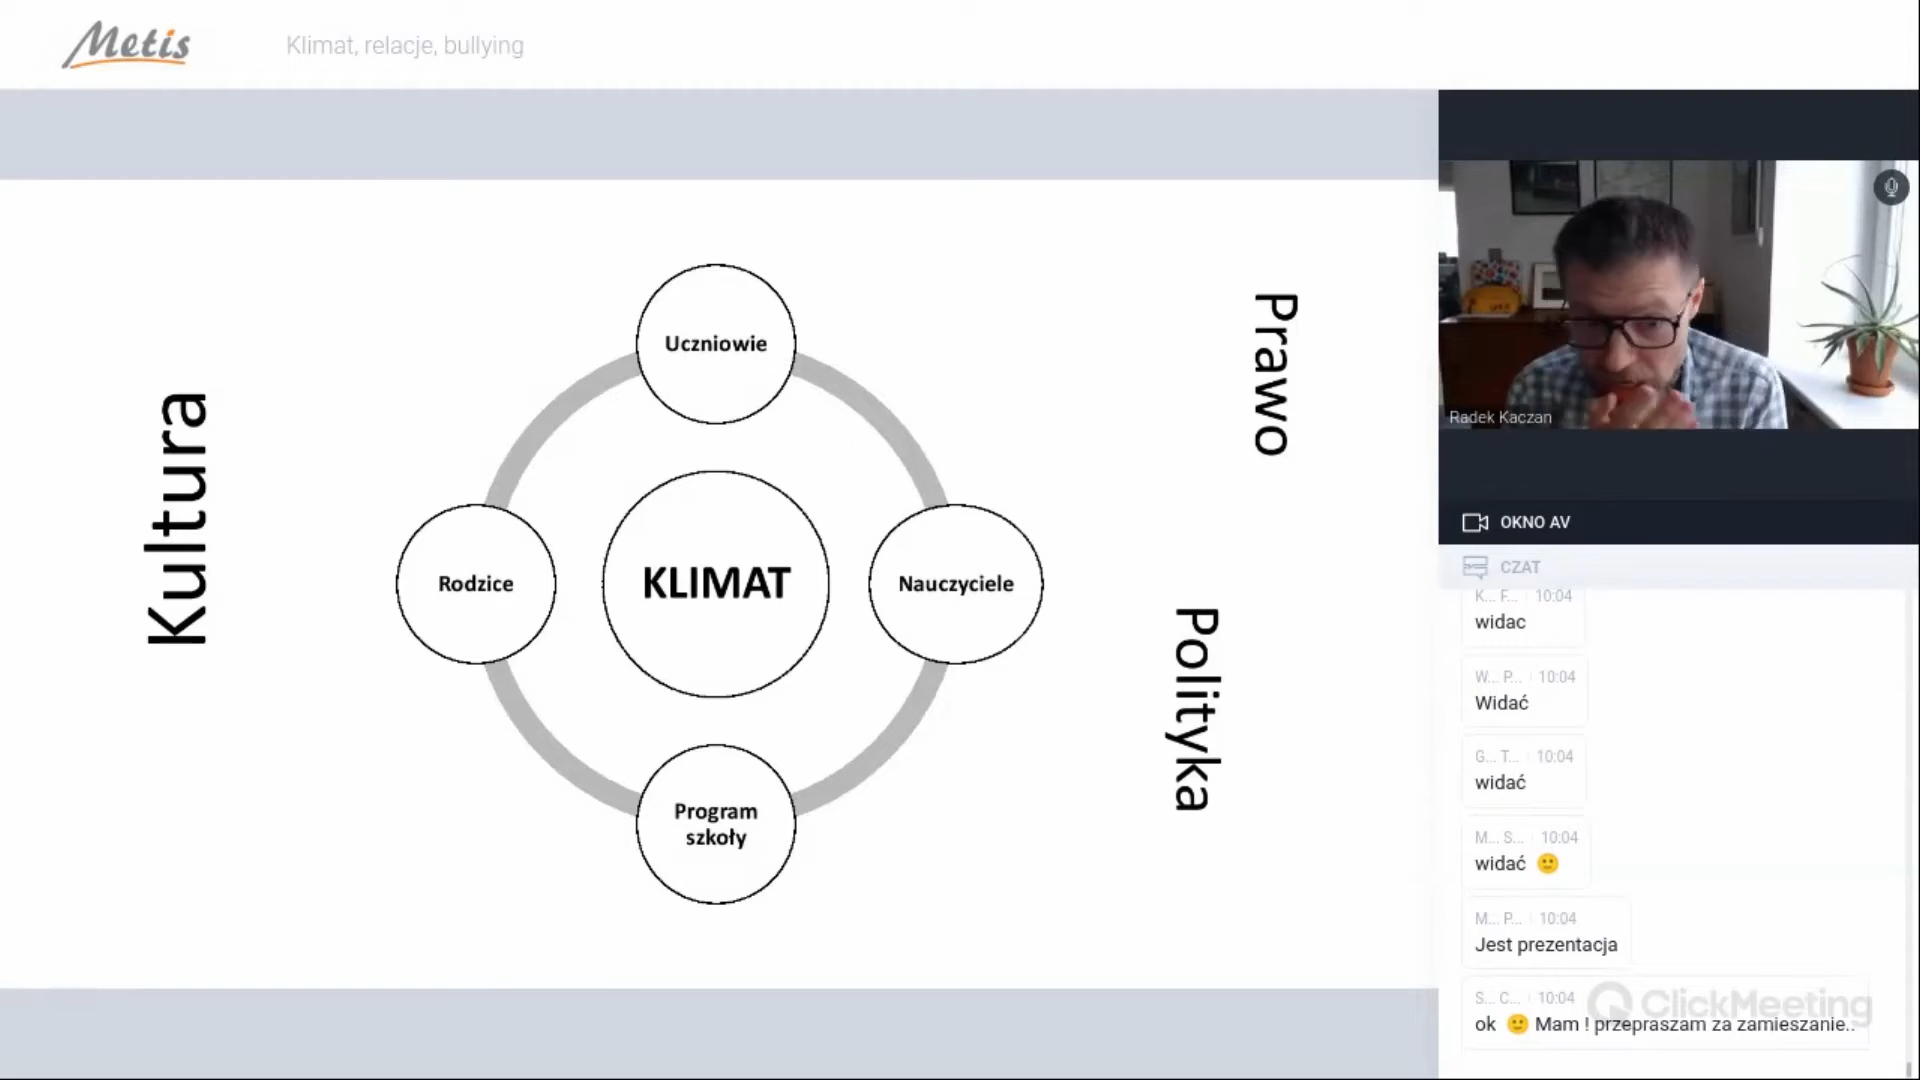 Metis
Klimat, relacje, bullying
Kultura
Uczniowie
Rodzice
KLIMAT
Nauczyciele
Program
szkoły
Prawo
Polityka
Radek Kaczan
OKNO AV
CZAT
K... F... 10:04
widac
W... P... 10:04
Widać
G... T... 10:04
widać
M... S... 10:04
widać 🙂
M... P... 10:04
Jest prezentacja
S... C... 10:04
ok 🙂 Mam ! przepraszam za zamieszanie..
ClickMeeting